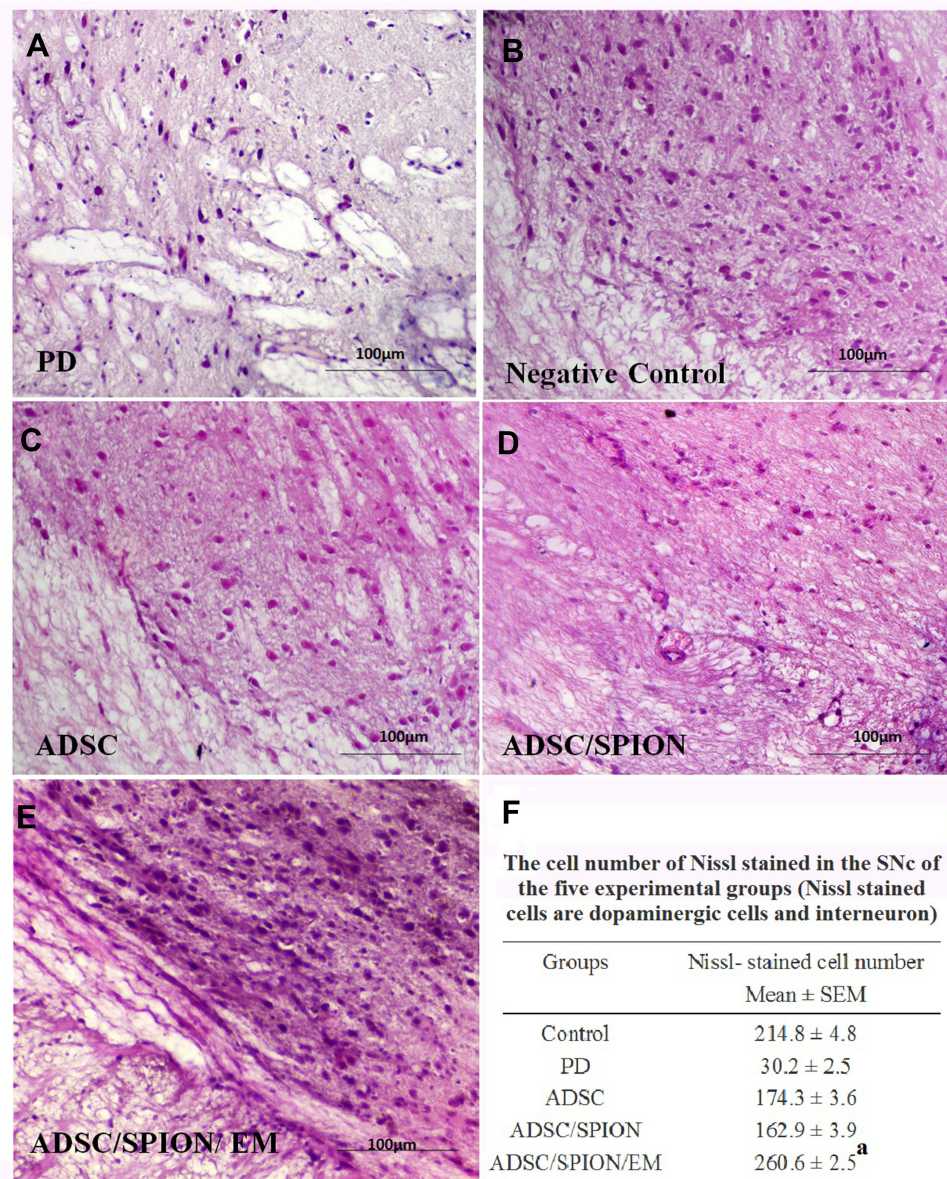 A
PD
100µm
B
Negative Control
100µm
C
ADSC
100µm
D
ADSC/SPION
100µm
E
ADSC/SPION/ EM
100µm
F
The cell number of Nissl stained in the SNc of
the five experimental groups (Nissl stained
cells are dopaminergic cells and interneuron)
Groups Nissl- stained cell number
Mean ± SEM
Control 214.8 ± 4.8
PD 30.2 ± 2.5
ADSC 174.3 ± 3.6
ADSC/SPION 162.9 ± 3.9
ADSC/SPION/EM 260.6 ± 2.5a